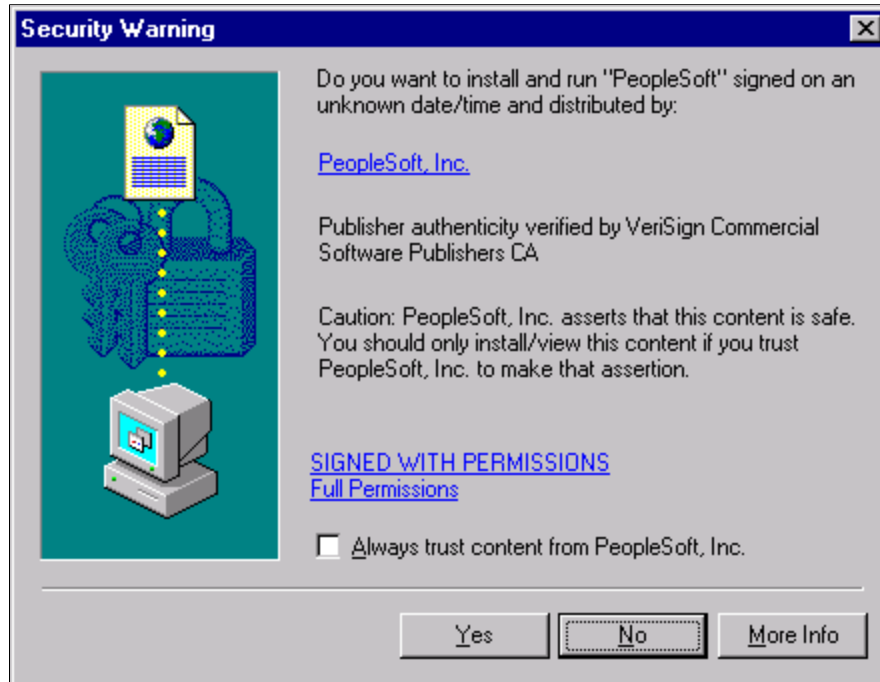 Security Warning
Do you want to install and run "PeopleSoft" signed on an
unknown date/time and distributed by:
PeopleSoft, Inc.
Publisher authenticity verified by VeriSign Commercial
Software Publishers CA
Caution: PeopleSoft, Inc. asserts that this content is safe.
You should only install/view this content if you trust
PeopleSoft, Inc. to make that assertion.
SIGNED WITH PERMISSIONS
Full Permissions
Always trust content from PeopleSoft, Inc.
Yes No More Info